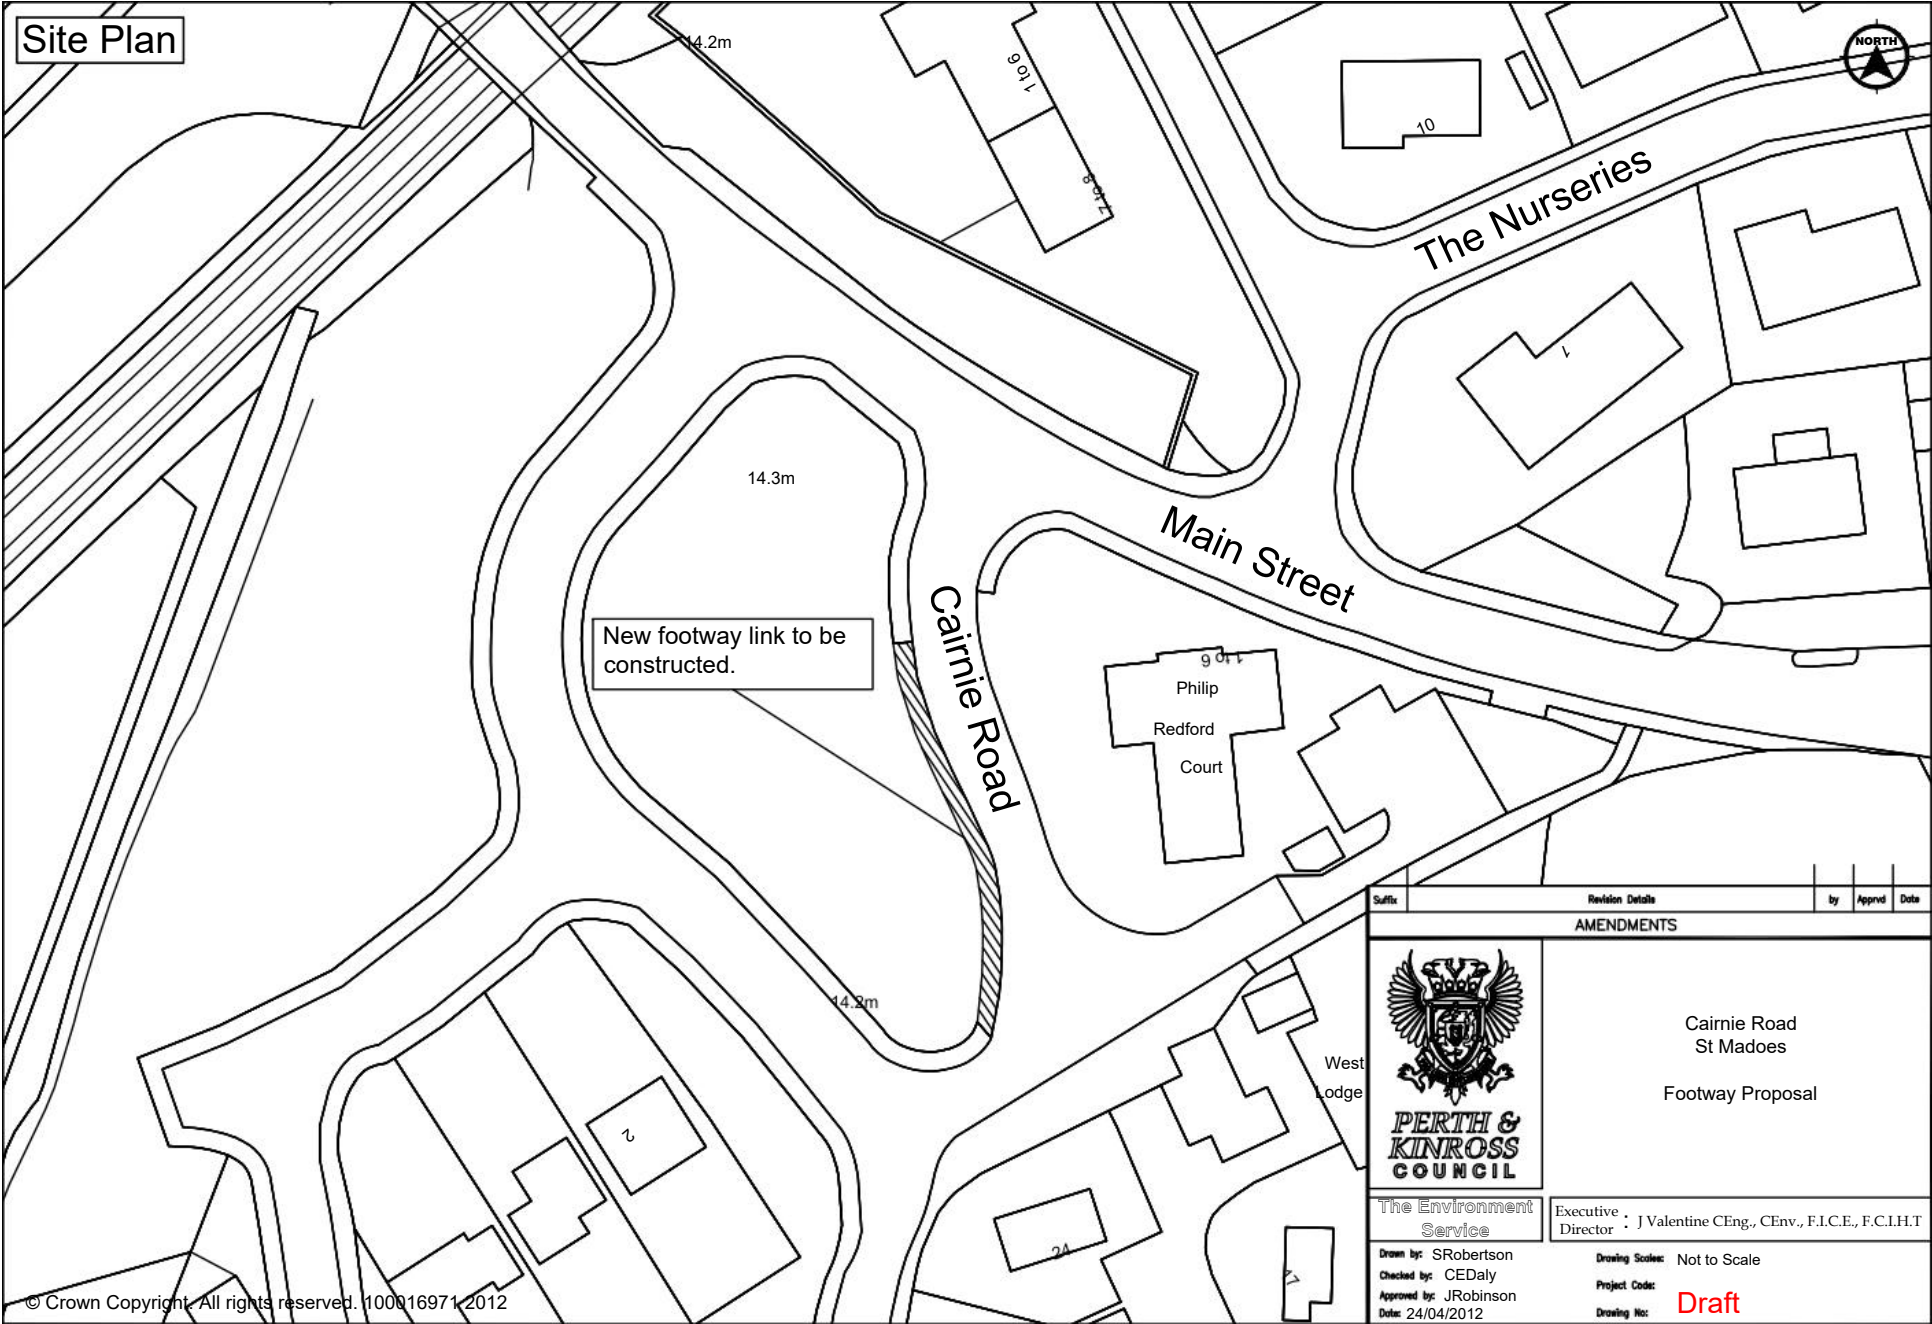 Site Plan
NORTH
14.2m
1 to 6
7 to 8
10
The Nurseries
1
14.3m
Main Street
New footway link to be
constructed.
Cairnie Road
1 to 6
Philip
Redford
Court
14.2m
West
Lodge
2
24
47
© Crown Copyright. All rights reserved. 100016971 2012
Suffix Revision Details by Apprvd Date
AMENDMENTS
PERTH &
KINROSS
COUNCIL
Cairnie Road
St Madoes
Footway Proposal
The Environment
Service
Executive
Director : J Valentine CEng., CEnv., F.I.C.E., F.C.I.H.T
Drawn by: SRobertson
Checked by: CEDaly
Approved by: JRobinson
Date: 24/04/2012
Drawing Scales: Not to Scale
Project Code:
Drawing No: Draft